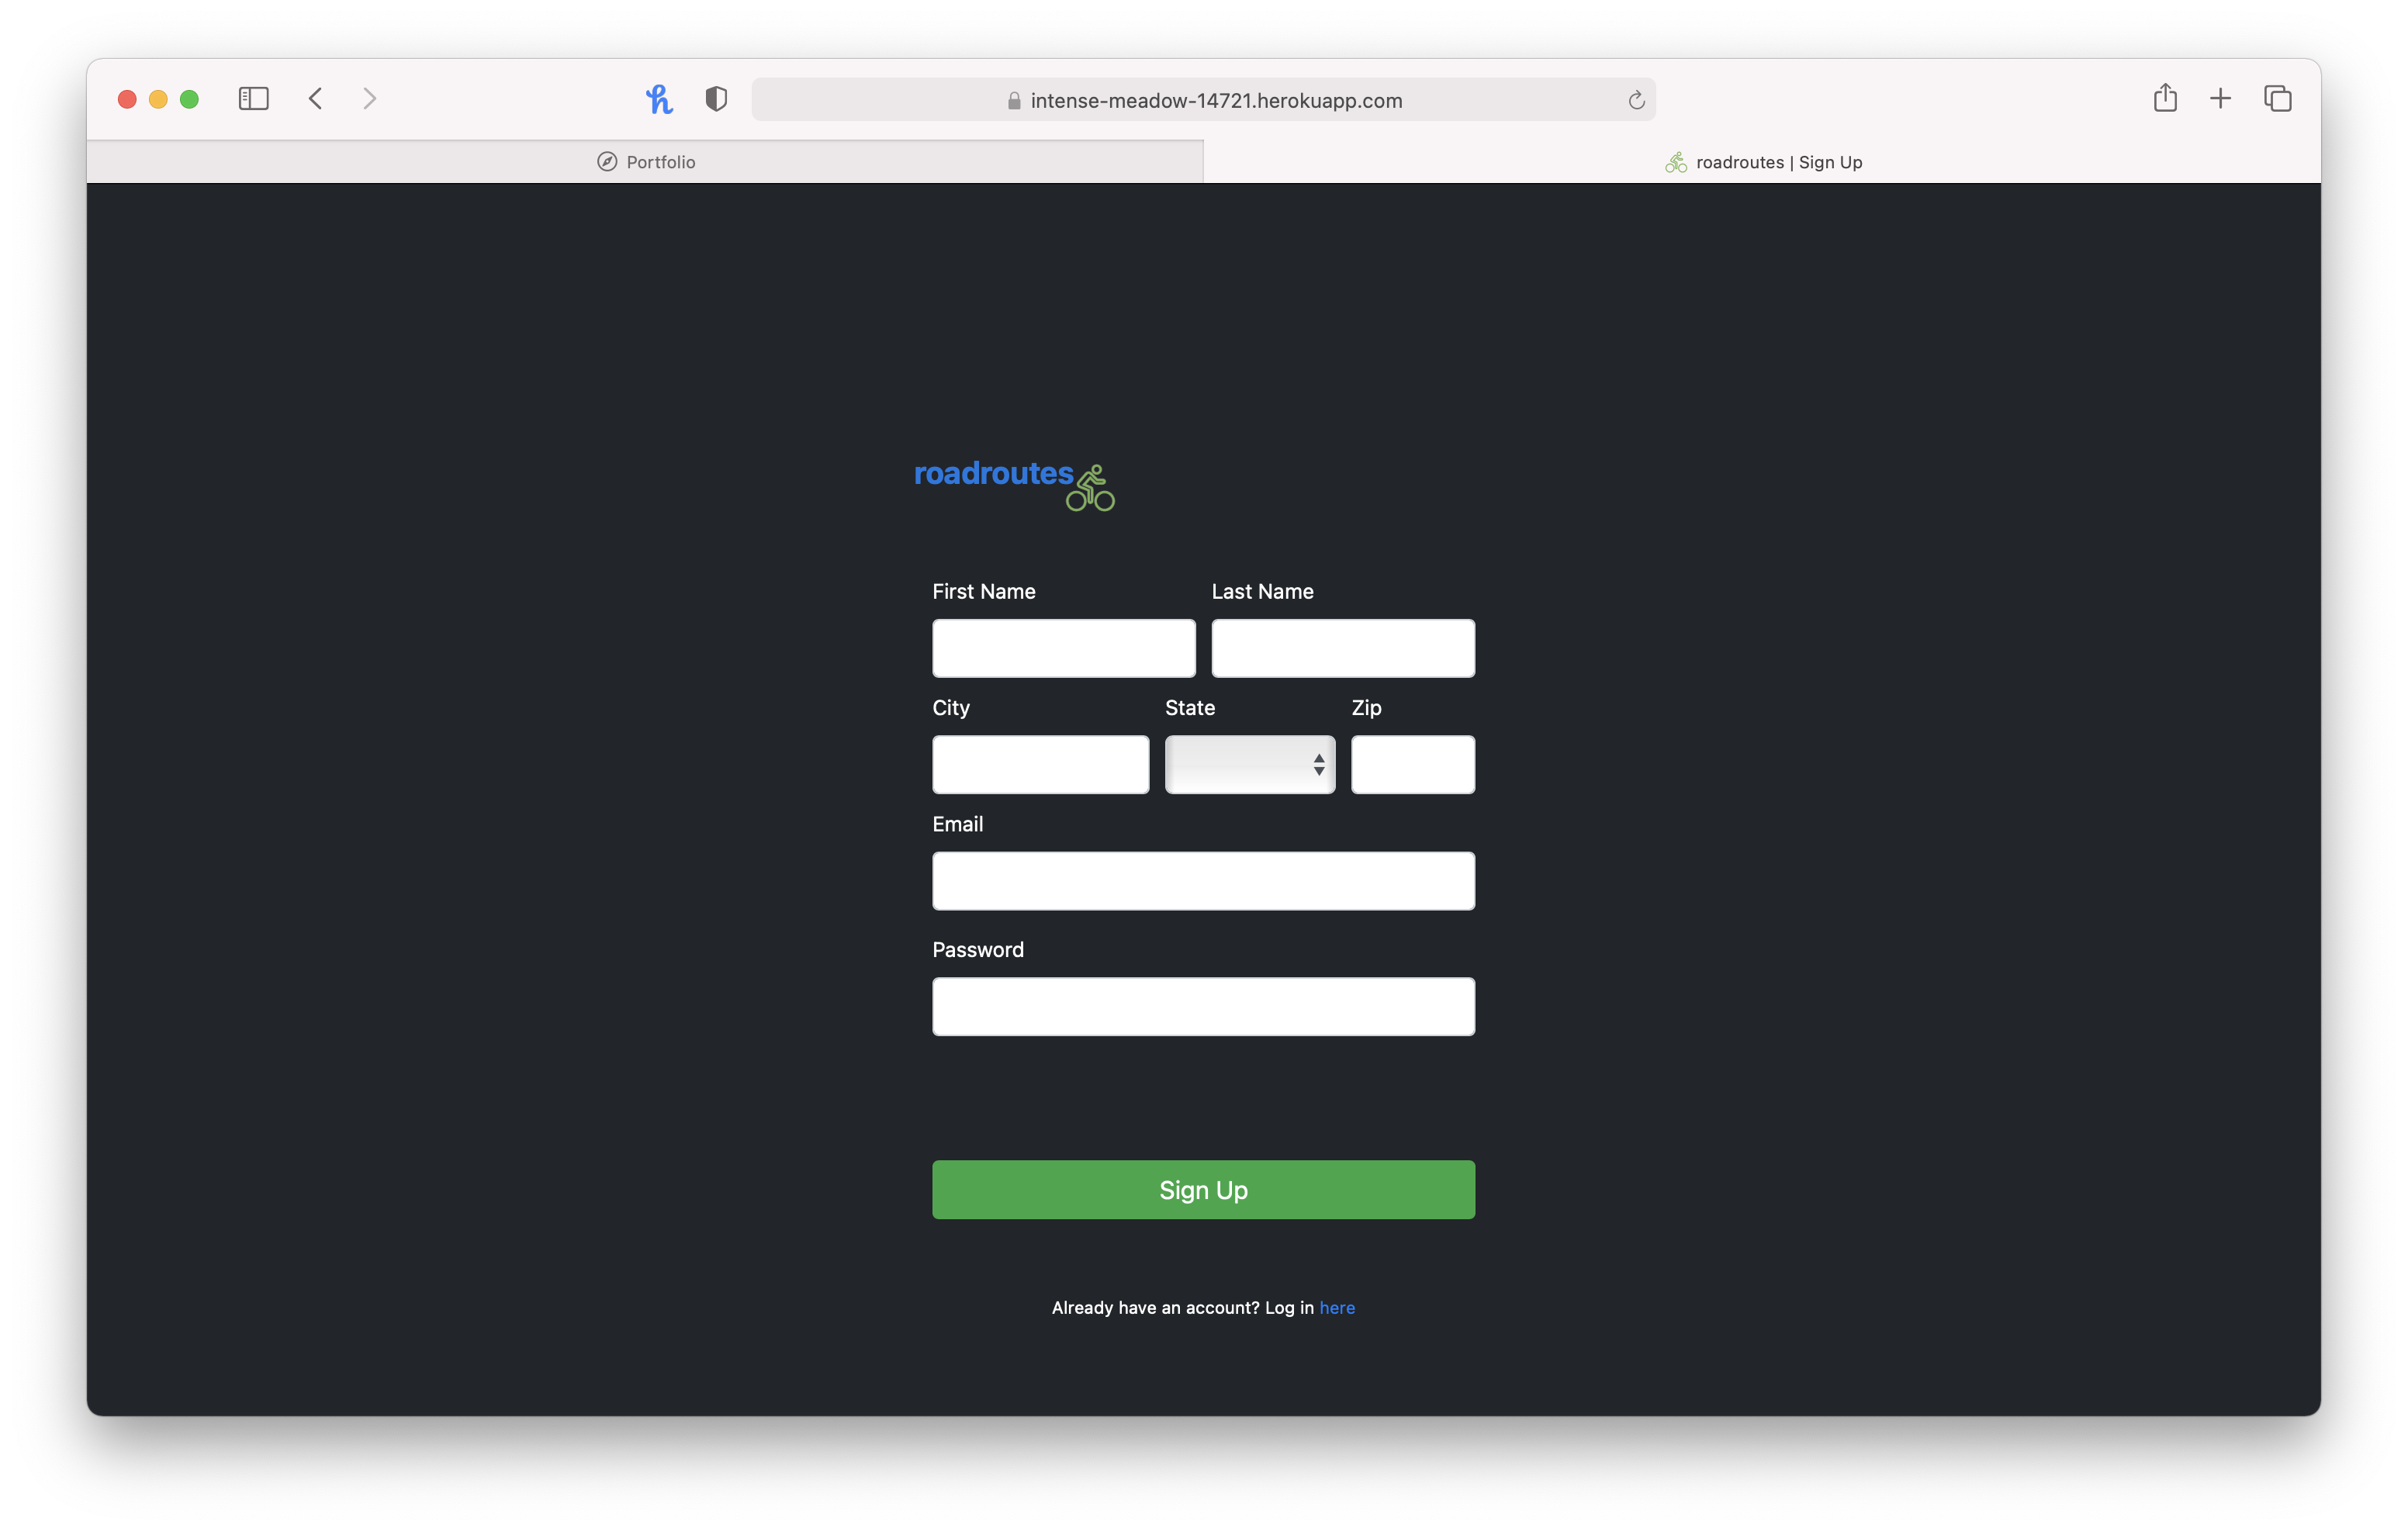 intense-meadow-14721.herokuapp.com
Portfolio
roadroutes | Sign Up
roadroutes
First Name Last Name
City State Zip
Email
Password
Sign Up
Already have an account? Log in here